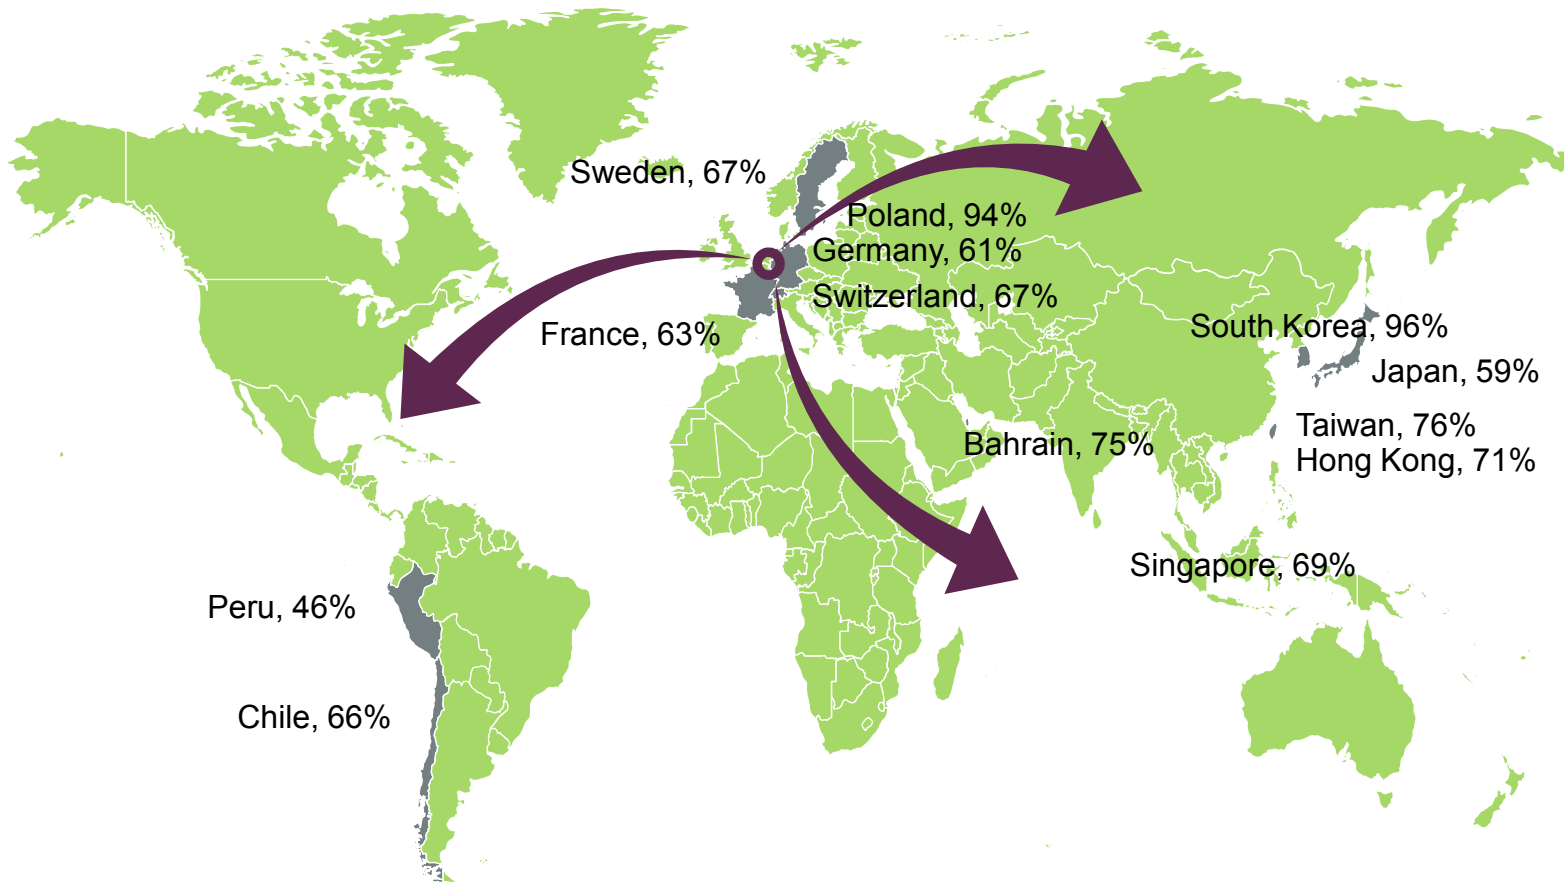 Sweden, 67%
Poland, 94%
Germany, 61%
Switzerland, 67%
France, 63%
South Korea, 96%
Japan, 59%
Taiwan, 76%
Bahrain, 75%
Hong Kong, 71%
Singapore, 69%
Peru, 46%
Chile, 66%